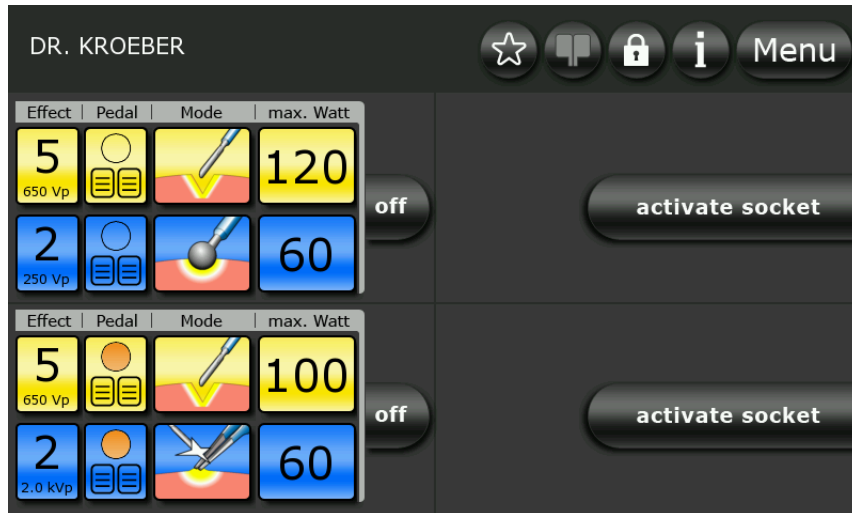 DR. KROEBER
i
Menu
Effect | Pedal | Mode | max. Watt
5
650 Vp
120
2
250 Vp
60
off
activate socket
Effect | Pedal | Mode | max. Watt
5
650 Vp
100
2
2.0 kVp
60
off
activate socket